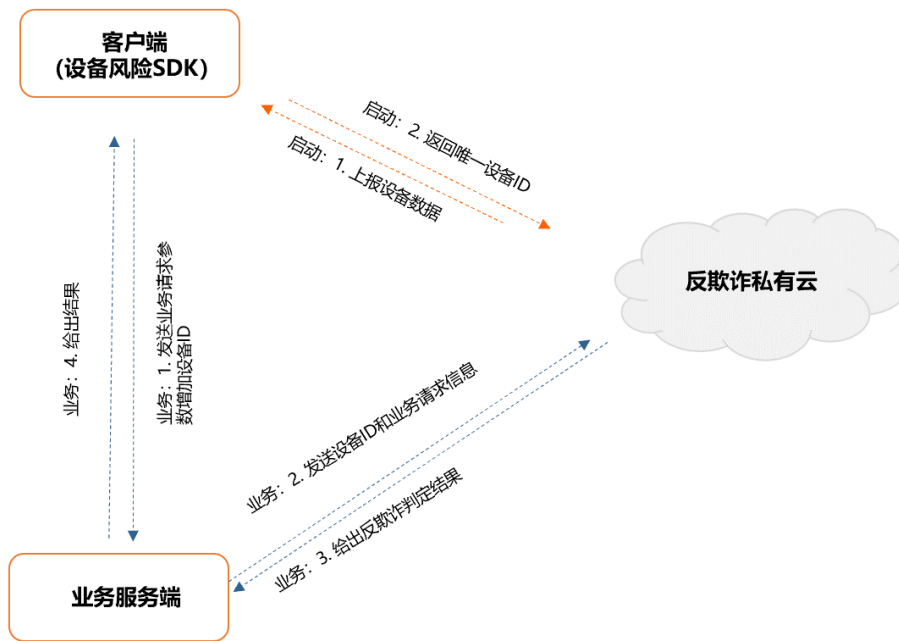 客户端
（设备风险SDK）
启动：2. 返回唯一设备ID
启动：1. 上报设备数据
反欺诈私有云
业务：4. 给出结果
业务：1. 发送业务请求参
数增加设备ID
业务：2. 发送设备ID和业务请求信息
业务：3. 给出反欺诈判定结果
业务服务端